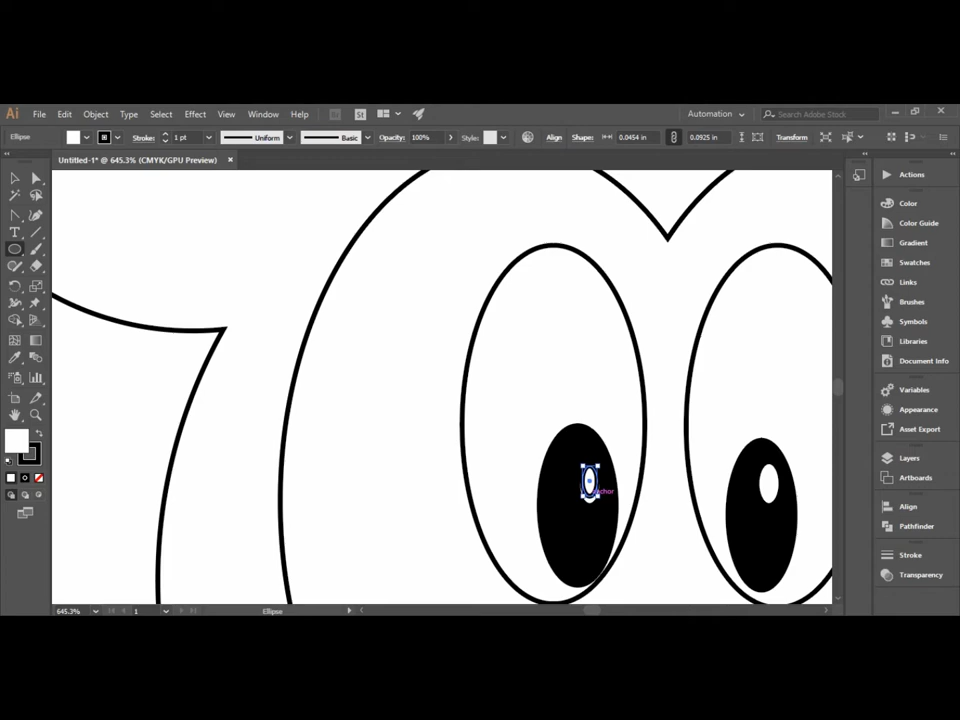 Ai File Edit Object Type Select Effect View Window Help Br St Automation Search Adobe Stock
Ellipse Stroke: 1 pt Uniform Basic Opacity: 100% Style: Align Shape: 0.0454 in 0.0925 in Transform
Untitled-1* @ 645.3% (CMYK/GPU Preview) ×
Actions
Color
Color Guide
Gradient
Swatches
Links
Brushes
Symbols
Libraries
Document Info
Variables
Appearance
Asset Export
Layers
Artboards
Align
Pathfinder
Stroke
Transparency
645.3% 1 Ellipse